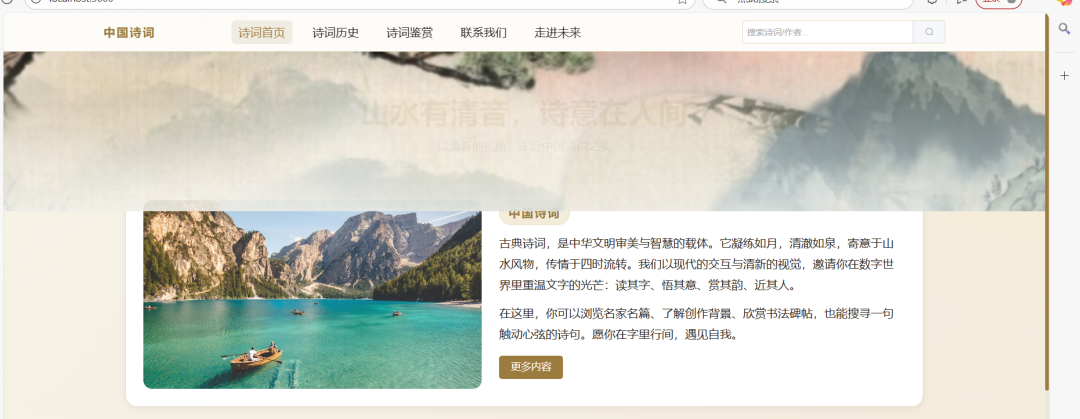 中国诗词
诗词首页 诗词历史 诗词鉴赏 联系我们 走进未来
搜索诗词/作者...
山水有清音，诗意在人间
中国诗词
古典诗词，是中华文明审美与智慧的载体。它凝练如月，清澈如泉，寄意于山
水风物，传情于四时流转。我们以现代的交互与清新的视觉，邀请你在数字世
界里重温文字的光芒：读其字、悟其意、赏其韵、近其人。
在这里，你可以浏览名家名篇、了解创作背景、欣赏书法碑帖，也能搜寻一句
触动心弦的诗句。愿你在字里行间，遇见自我。
更多内容